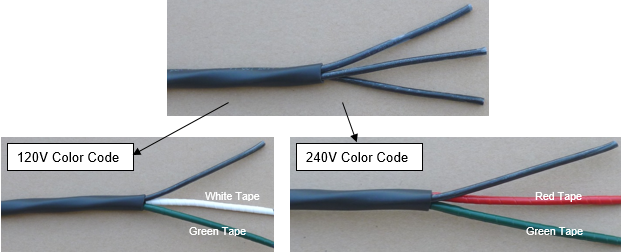 120V Color Code
240V Color Code
White Tape
Green Tape
Red Tape
Green Tape